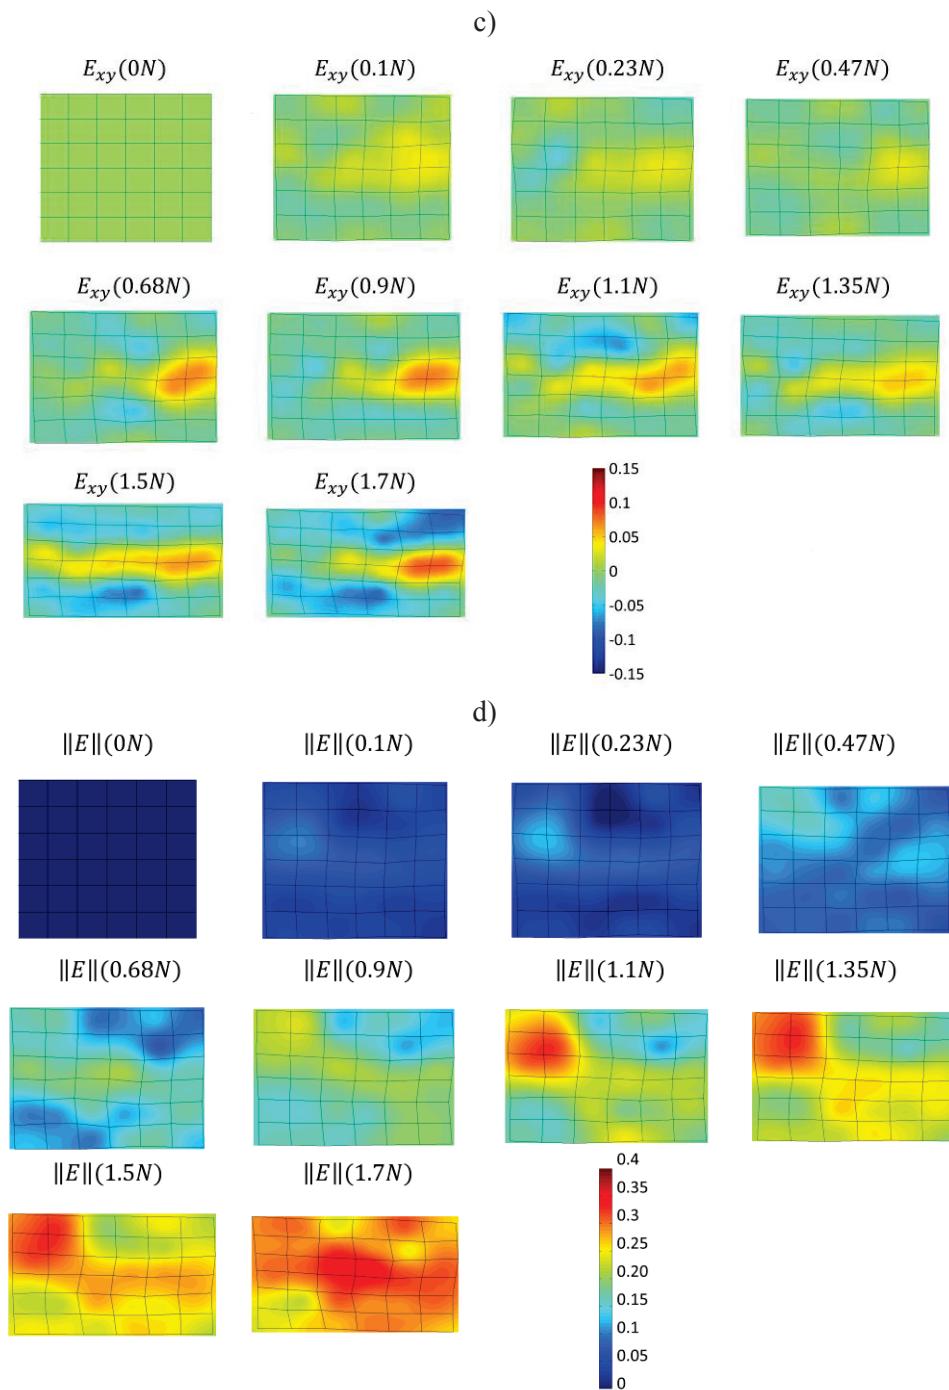 c)
E_xy(0N) E_xy(0.1N) E_xy(0.23N) E_xy(0.47N)
E_xy(0.68N) E_xy(0.9N) E_xy(1.1N) E_xy(1.35N)
E_xy(1.5N) E_xy(1.7N)
0.15
0.1
0.05
0
-0.05
-0.1
-0.15
d)
‖E‖(0N) ‖E‖(0.1N) ‖E‖(0.23N) ‖E‖(0.47N)
‖E‖(0.68N) ‖E‖(0.9N) ‖E‖(1.1N) ‖E‖(1.35N)
‖E‖(1.5N) ‖E‖(1.7N)
0.4
0.35
0.3
0.25
0.20
0.15
0.1
0.05
0